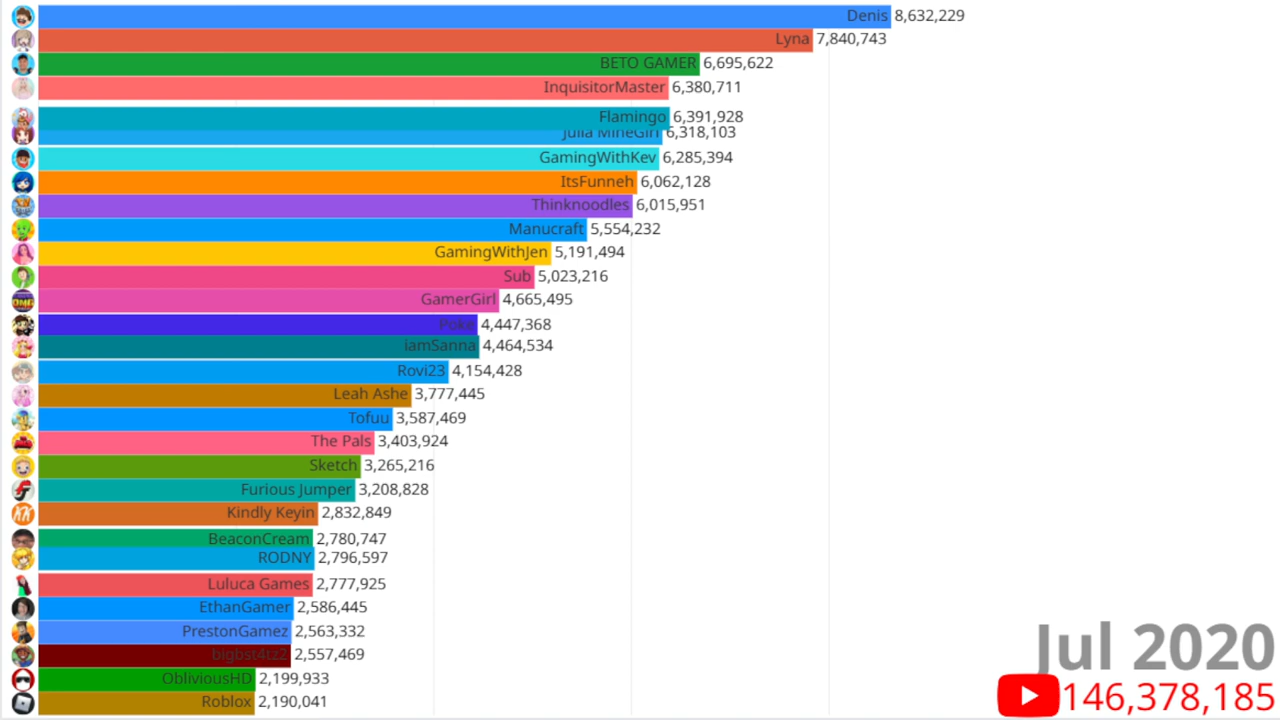 Denis 8,632,229
Lyna 7,840,743
BETO GAMER 6,695,622
InquisitorMaster 6,380,711
Flamingo 6,391,928
Julia MineGirl 6,318,103
GamingWithKev 6,285,394
ItsFunneh 6,062,128
Thinknoodles 6,015,951
Manucraft 5,554,232
GamingWithJen 5,191,494
Sub 5,023,216
GamerGirl 4,665,495
Poke 4,447,368
iamSanna 4,464,534
Rovi23 4,154,428
Leah Ashe 3,777,445
Tofuu 3,587,469
The Pals 3,403,924
Sketch 3,265,216
Furious Jumper 3,208,828
Kindly Keyin 2,832,849
BeaconCream 2,780,747
RODNY 2,796,597
Luluca Games 2,777,925
EthanGamer 2,586,445
PrestonGamez 2,563,332
bigbst4tz2 2,557,469
ObliviousHD 2,199,933
Roblox 2,190,041
Jul 2020
146,378,185